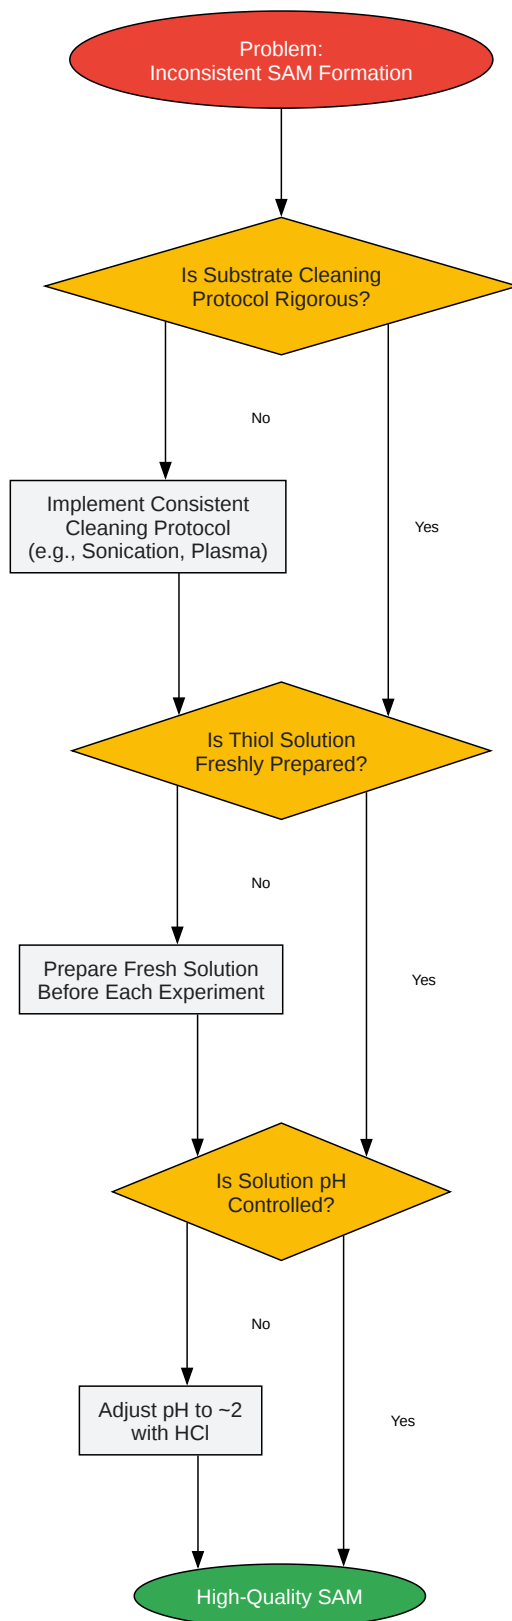 Problem:
Inconsistent SAM Formation
Is Substrate Cleaning
Protocol Rigorous?
No
Implement Consistent
Cleaning Protocol
(e.g., Sonication, Plasma)
Yes
Is Thiol Solution
Freshly Prepared?
No
Prepare Fresh Solution
Before Each Experiment
Yes
Is Solution pH
Controlled?
No
Adjust pH to ~2
with HCl
Yes
High-Quality SAM